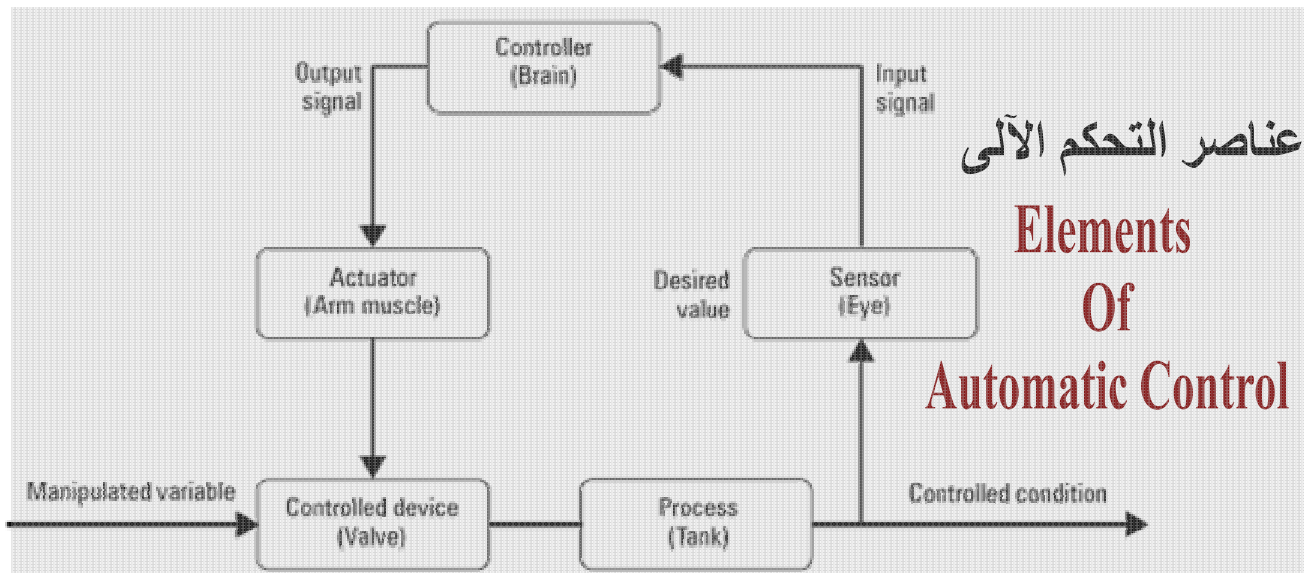 Controller
(Brain)
Output
signal
Input
signal
عناصر التحكم الآلى
Elements
Of
Automatic Control
Actuator
(Arm muscle)
Desired
value
Sensor
(Eye)
Manipulated variable
Controlled device
(Valve)
Process
(Tank)
Controlled condition